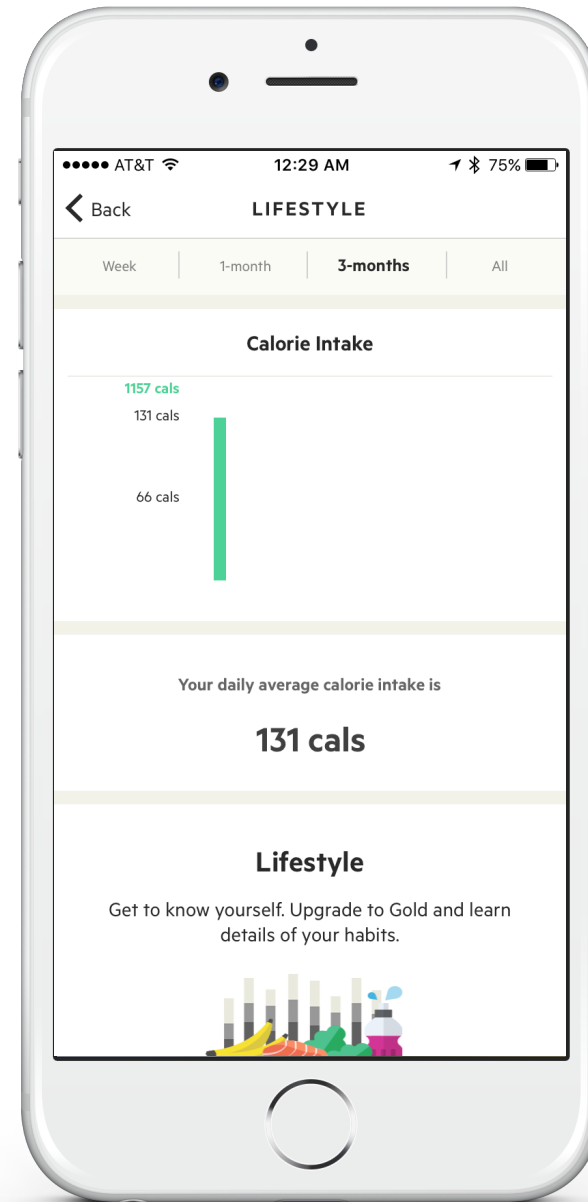 AT&T 12:29 AM 75%
Back LIFESTYLE
Week 1-month 3-months All
Calorie Intake
1157 cals
131 cals
66 cals
Your daily average calorie intake is
131 cals
Lifestyle
Get to know yourself. Upgrade to Gold and learn
details of your habits.